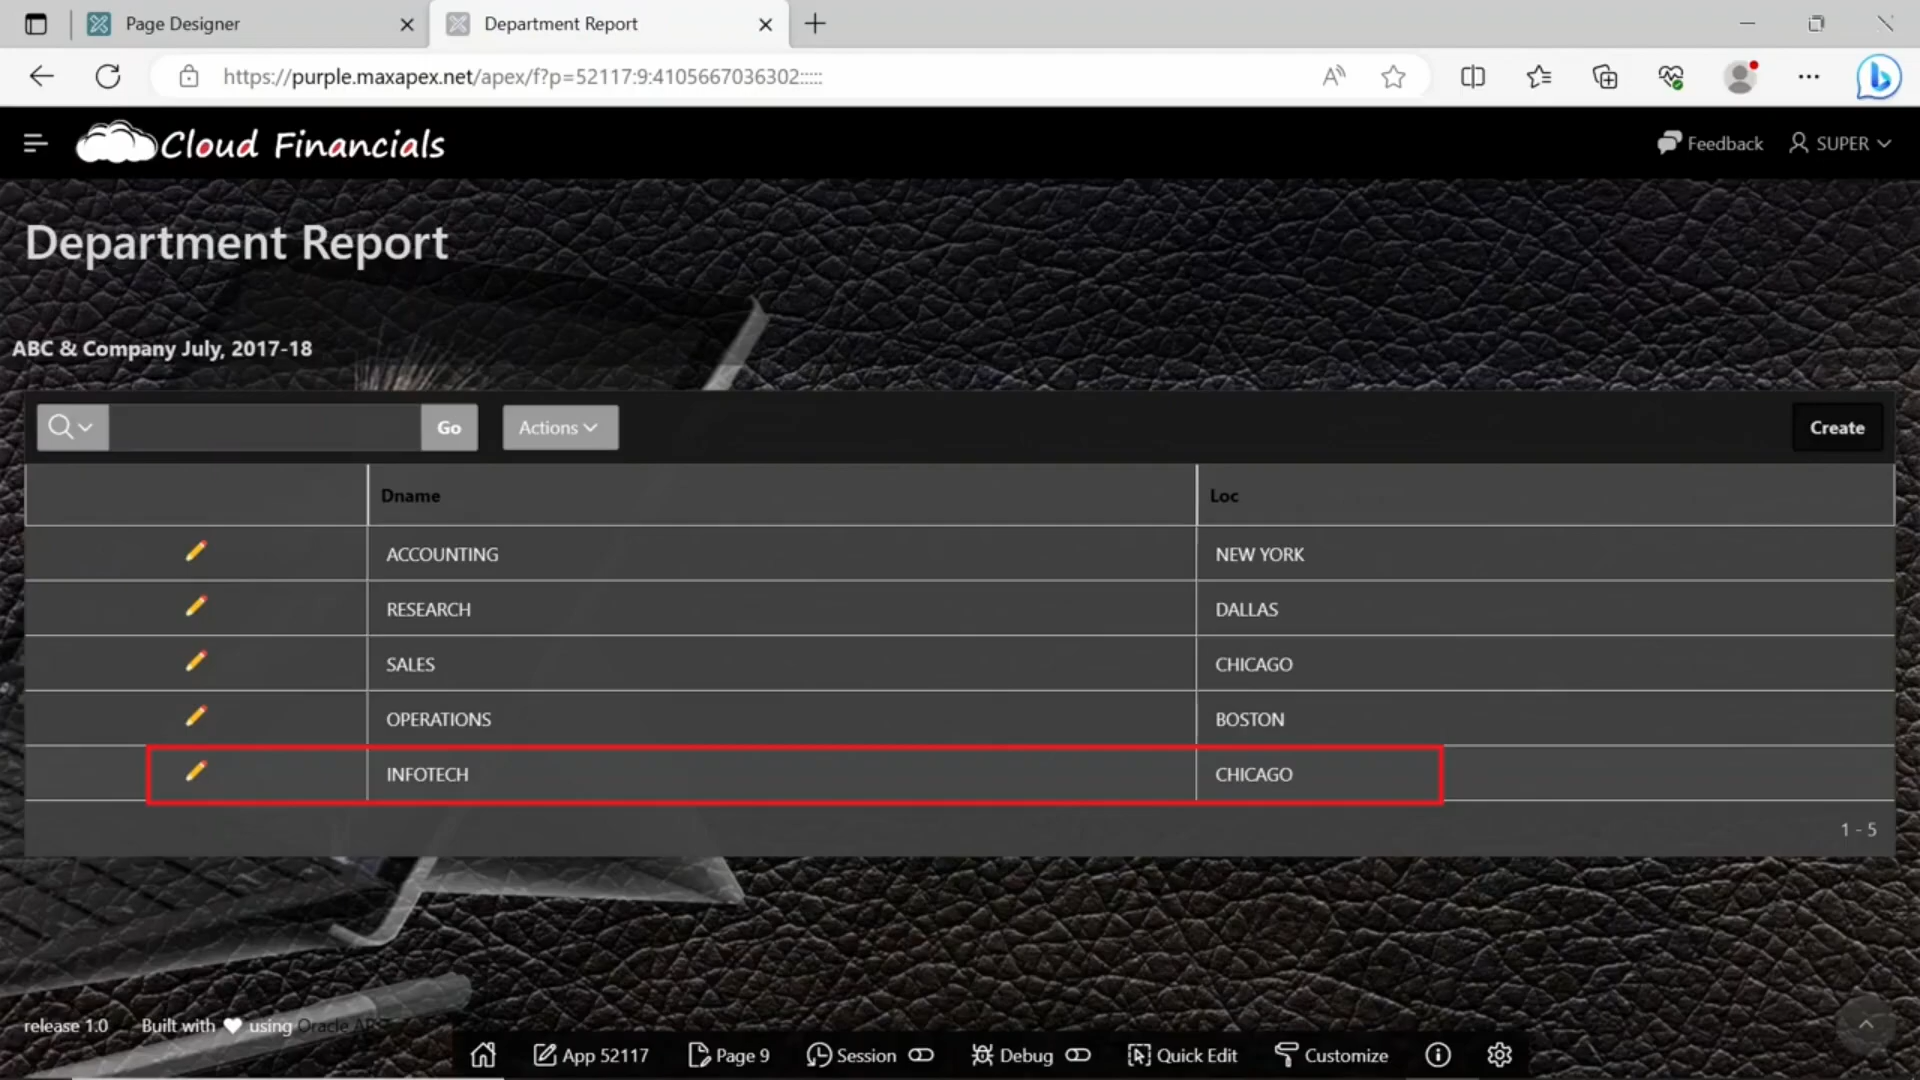 Page Designer
Department Report
https://purple.maxapex.net/apex/f?p=52117:9:4105667036302:::::
Cloud Financials
Feedback
SUPER
Department Report
ABC & Company July, 2017-18
Go
Actions
Create
Dname Loc
ACCOUNTING NEW YORK
RESEARCH DALLAS
SALES CHICAGO
OPERATIONS BOSTON
INFOTECH CHICAGO
1 - 5
release 1.0
Built with using Oracle
App 52117
Page 9
Session
Debug
Quick Edit
Customize